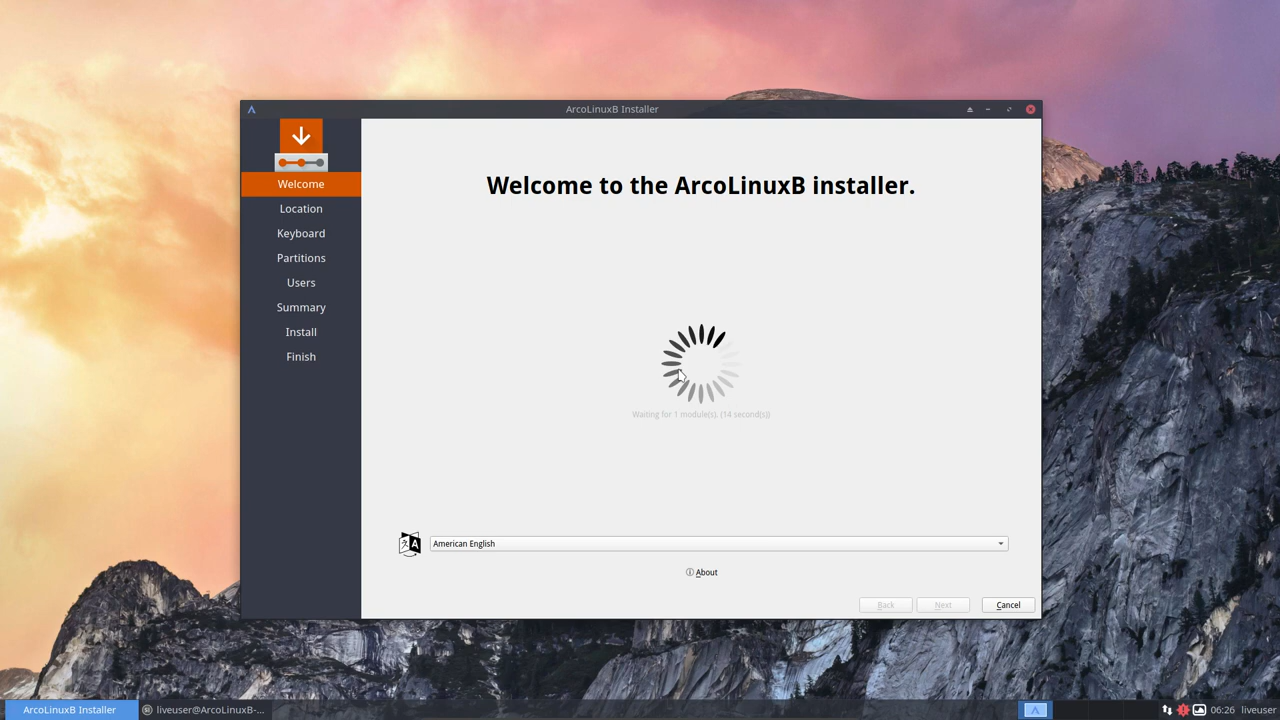 ArcoLinuxB Installer
Welcome
Location
Keyboard
Partitions
Users
Summary
Install
Finish
Welcome to the ArcoLinuxB installer.
Waiting for 1 module(s). (14 second(s))
American English
About
Back Next Cancel
ArcoLinuxB Installer liveuser@ArcoLinuxB-... 06:26 liveuser